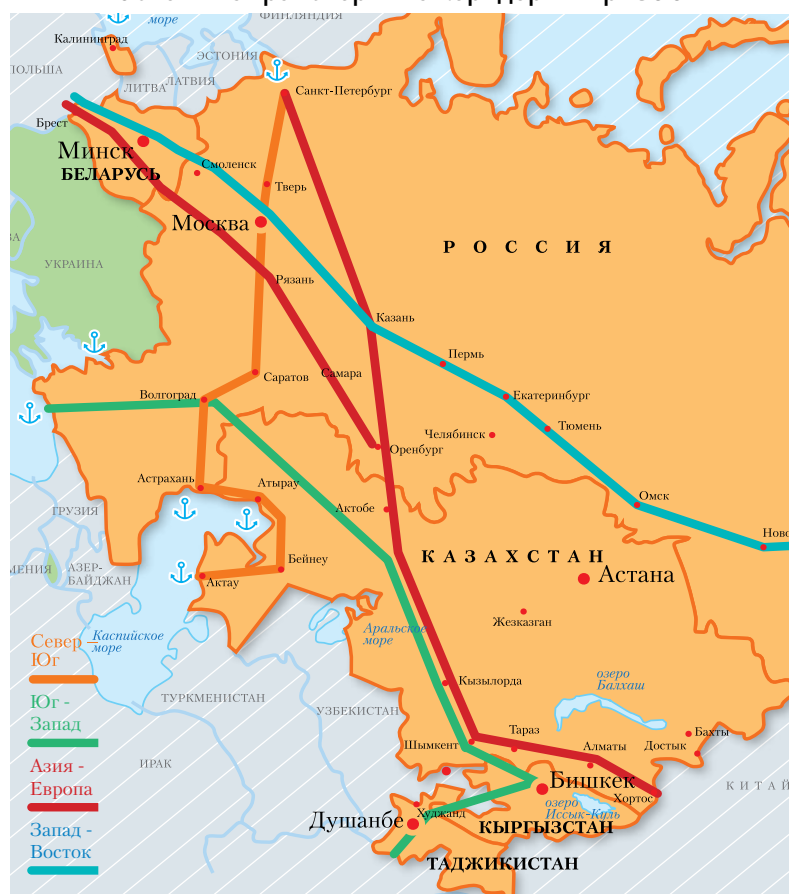 море
ФИНЛЯНДИЯ
Калининград
ЭСТОНИЯ
ПОЛЬША
ЛАТВИЯ
ЛИТВА
Санкт-Петербург
Брест
Минск
БЕЛАРУСЬ
Смоленск
Тверь
Москва
РОССИЯ
УКРАИНА
Рязань
Казань
Пермь
Самара
Саратов
Волгоград
Екатеринбург
Тюмень
Челябинск
Оренбург
Астрахань
Атырау
Актобе
Омск
Ново
ГРУЗИЯ
МЕНИЯ
АЗЕР-
БАЙДЖАН
Бейнеу
Актау
КАЗАХСТАН
Астана
Жезказган
Каспийское
море
Аральское
море
Север –
Юг
Юг -
Запад
Азия -
Европа
Запад -
Восток
ТУРКМЕНИСТАН
УЗБЕКИСТАН
ИРАК
Кызылорда
озеро
Балхаш
Шымкент
Тараз
Алматы
Бахты
Достык
КИТАЙ
Бишкек
Хортос
озеро
Иссык-Куль
Худжанд
Душанбе
КЫРГЫЗСТАН
ТАДЖИКИСТАН